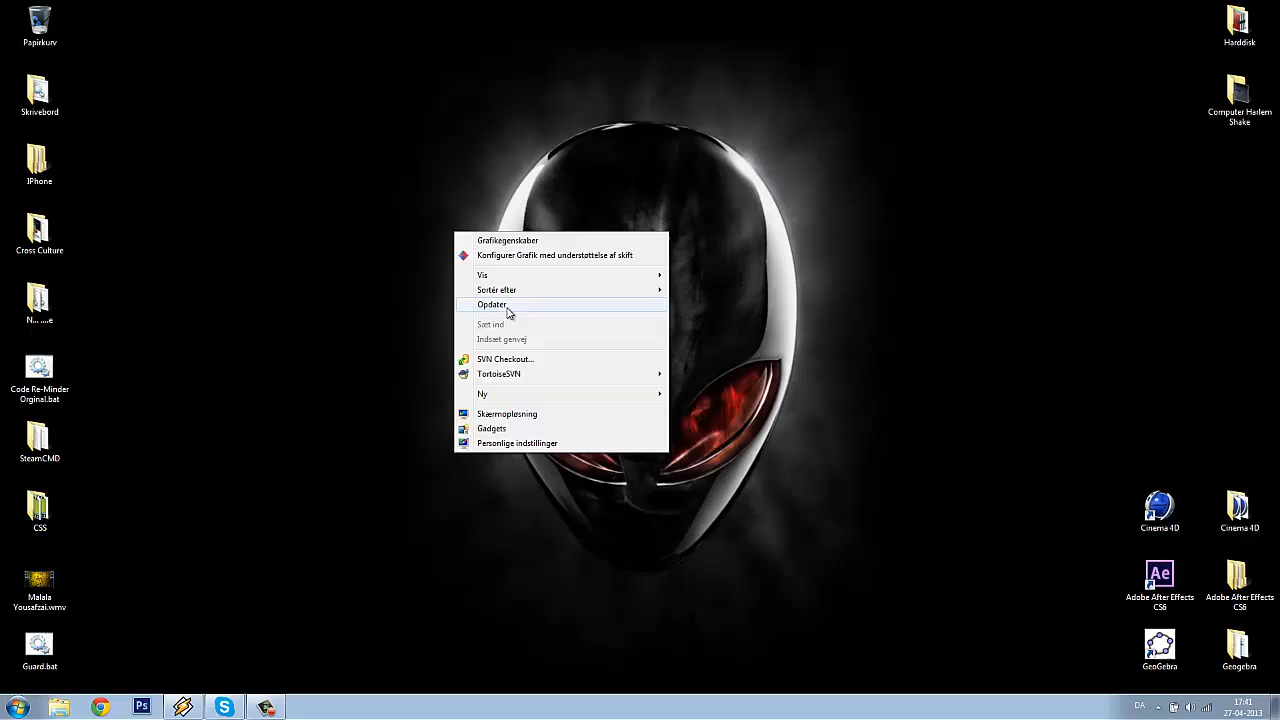 Papirkurv
Skrivebord
IPhone
Cross Culture
N... ...e
Code Re-Minder
Orginal.bat
SteamCMD
CSS
Malala
Yousafzai.wmv
Guard.bat
Grafikegenskaber
Konfigurer Grafik med understøttelse af skift
Vis
Sortér efter
Opdater
Sæt ind
Indsæt genvej
SVN Checkout...
TortoiseSVN
Ny
Skærmopløsning
Gadgets
Personlige indstillinger
Harddisk
Computer Harlem
Shake
Cinema 4D
Cinema 4D
Ae
Adobe After Effects
CS6
Adobe After Effects
CS6
GeoGebra
Geogebra
Ps
S
DA
17:41
27-04-2013